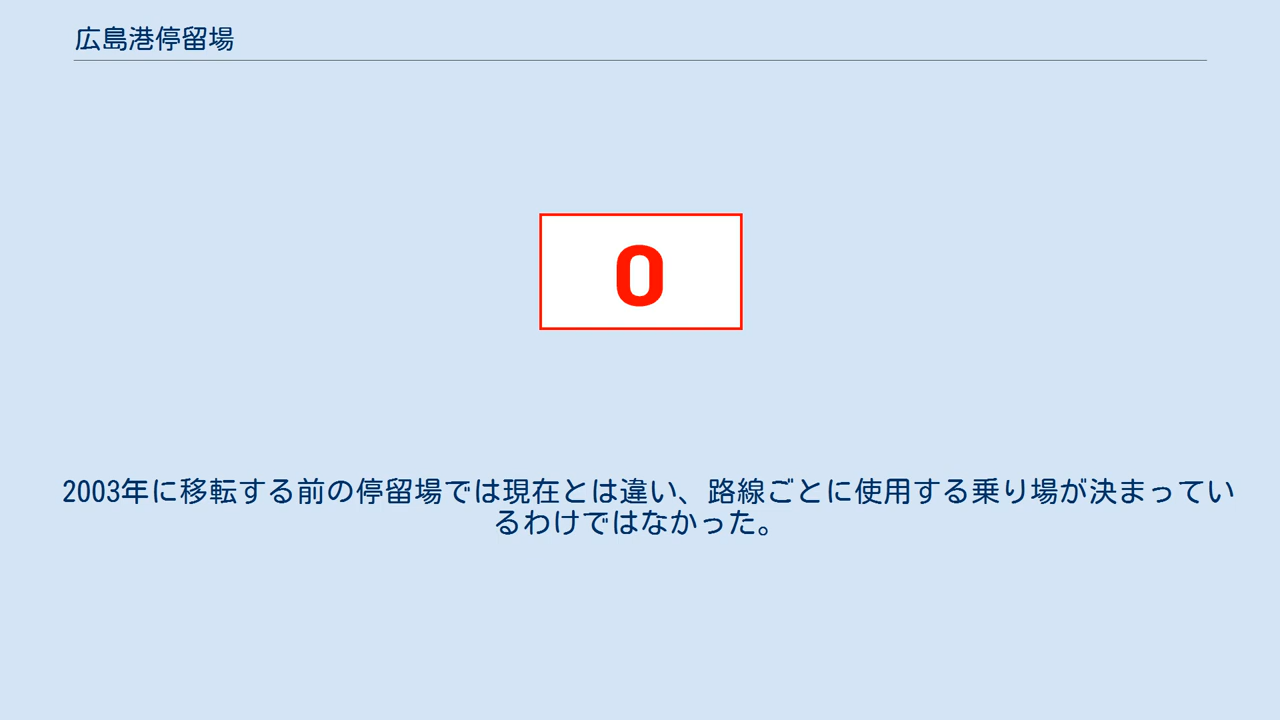 広島港停留場
0
2003年に移転する前の停留場では現在とは違い、路線ごとに使用する乗り場が決まってい
るわけではなかった。